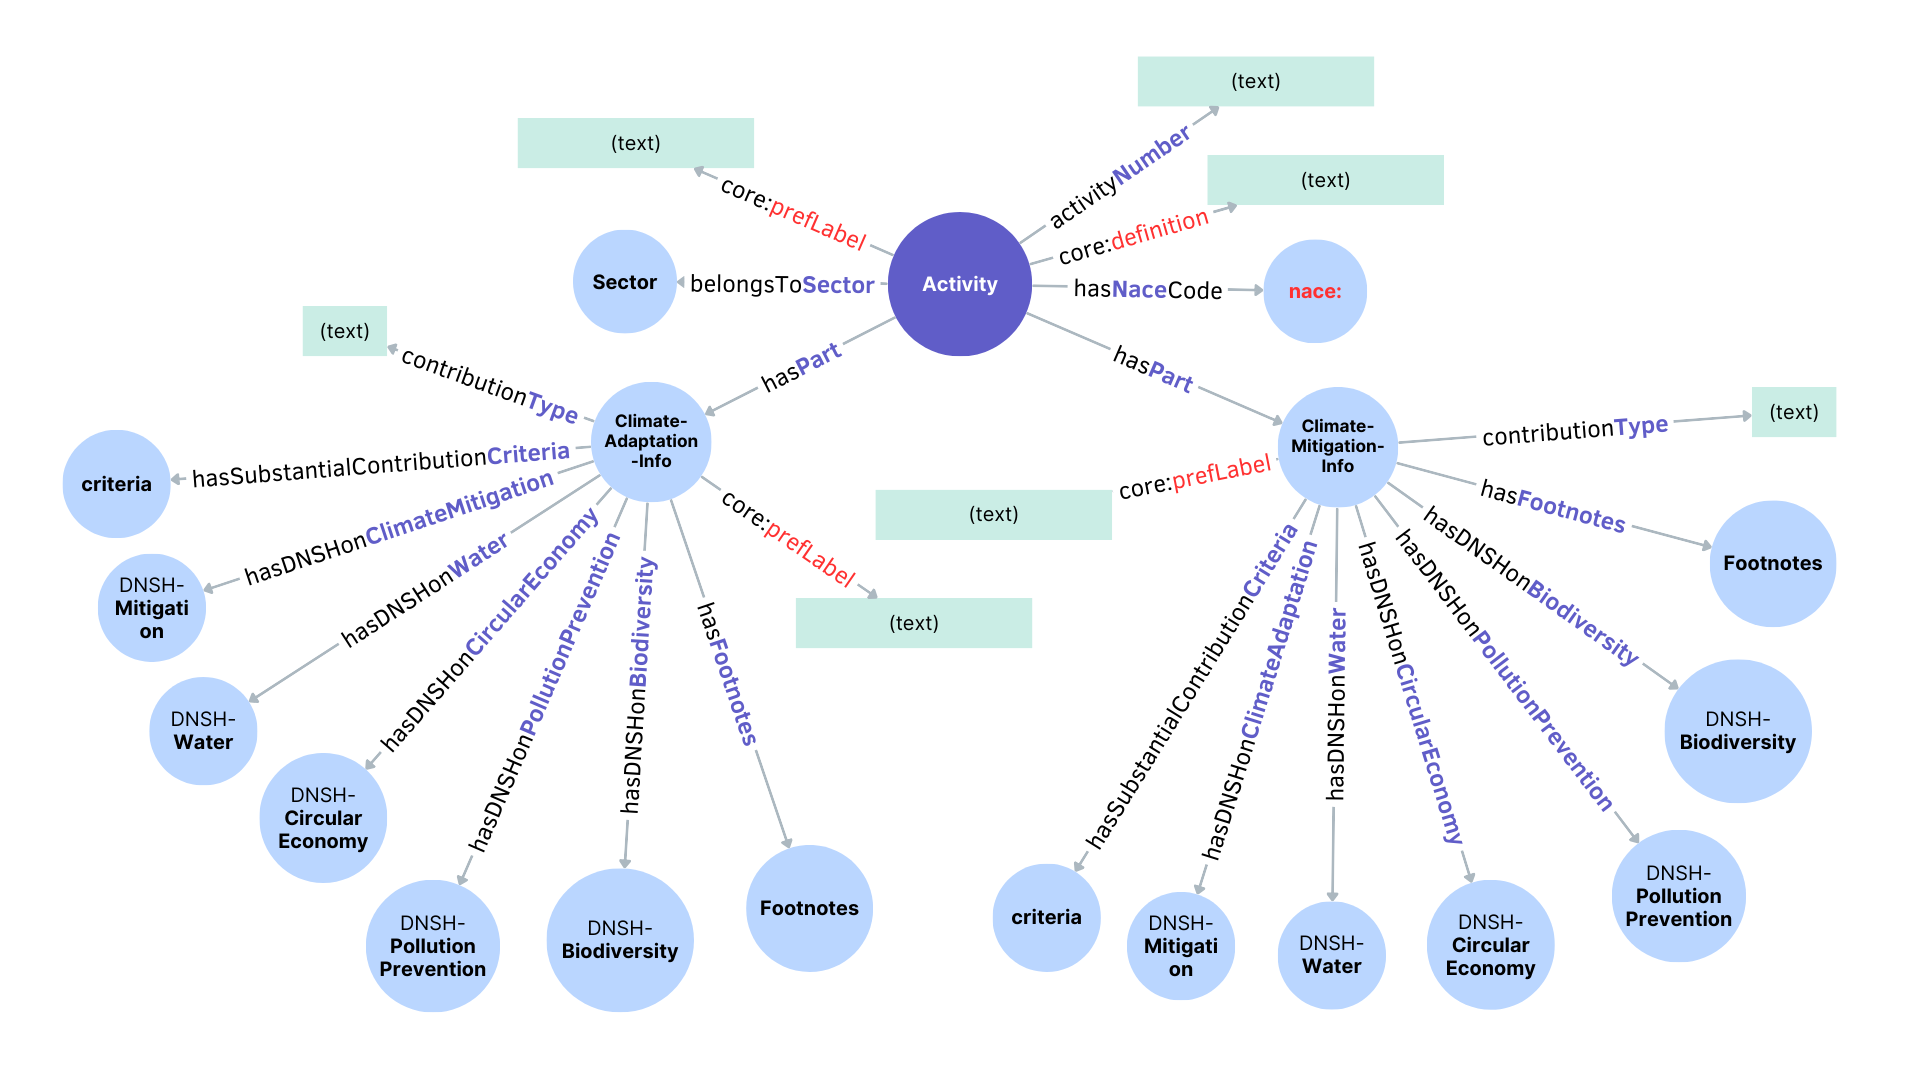 (text)
(text)
core:prefLabel
activityNumber
(text)
core:definition
Sector
belongsToSector
Activity
hasNaceCode
nace:
(text)
contributionType
hasPart
hasPart
Climate-
Adaptation
-Info
Climate-
Mitigation-
Info
contributionType
(text)
criteria
hasSubstantialContributionCriteria
core:prefLabel
(text)
core:prefLabel
(text)
hasFootnotes
Footnotes
hasDNSHonClimateMitigation
DNSH-
Mitigati
on
hasDNSHonWater
DNSH-
Water
hasDNSHonCircularEconomy
DNSH-
Circular
Economy
hasDNSHonPollutionPrevention
DNSH-
Pollution
Prevention
hasDNSHonBiodiversity
DNSH-
Biodiversity
hasFootnotes
Footnotes
hasSubstantialContributionCriteria
criteria
hasDNSHonClimateAdaptation
DNSH-
Mitigati
on
hasDNSHonWater
DNSH-
Water
hasDNSHonCircularEconomy
DNSH-
Circular
Economy
hasDNSHonPollutionPrevention
DNSH-
Pollution
Prevention
hasDNSHonBiodiversity
DNSH-
Biodiversity